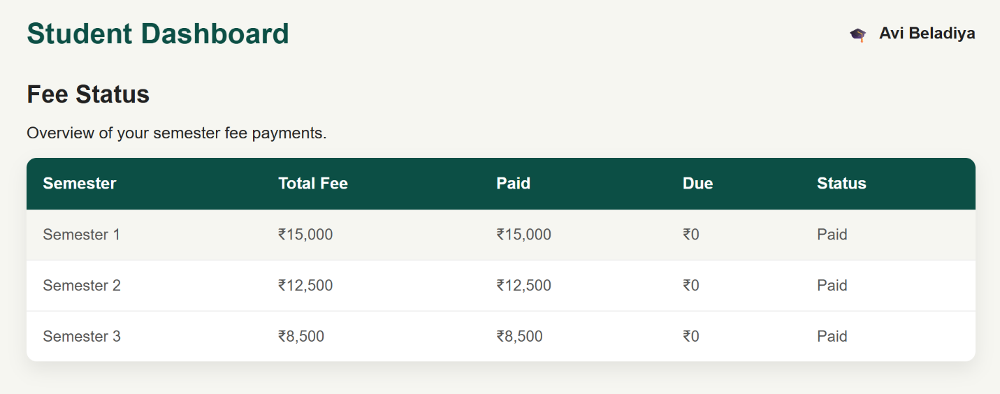 Student Dashboard
Avi Beladiya
Fee Status
Overview of your semester fee payments.
Semester Total Fee Paid Due Status
Semester 1 ₹15,000 ₹15,000 ₹0 Paid
Semester 2 ₹12,500 ₹12,500 ₹0 Paid
Semester 3 ₹8,500 ₹8,500 ₹0 Paid